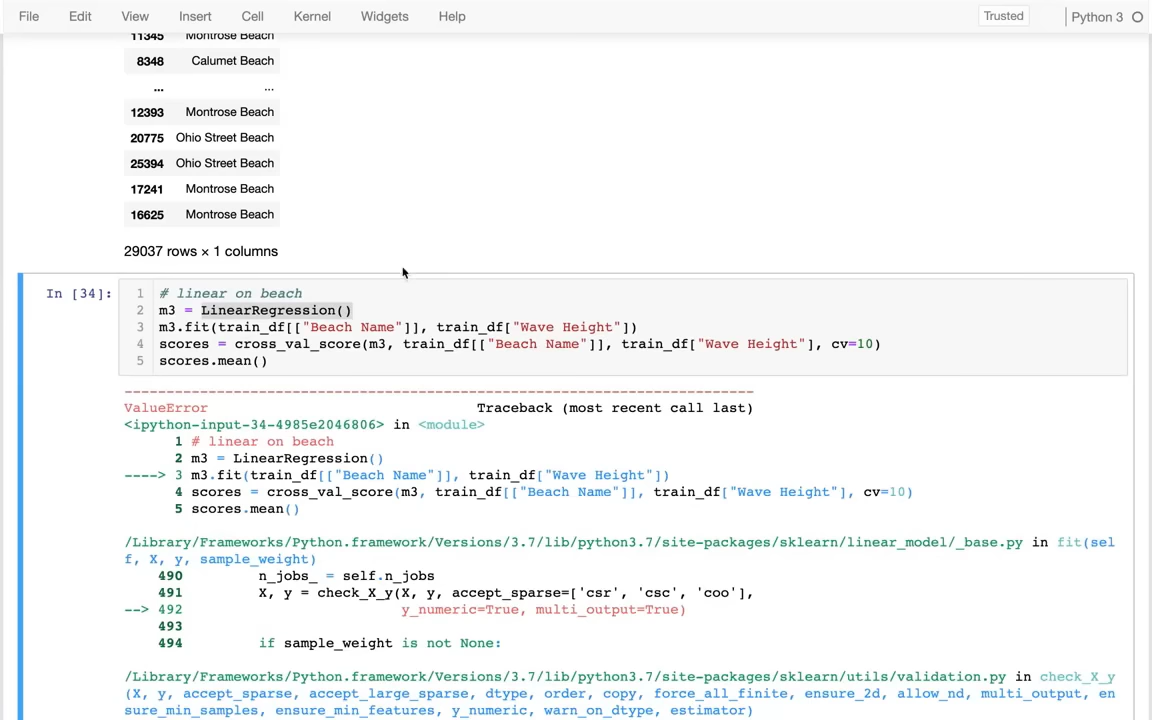 File Edit View Insert Cell Kernel Widgets Help Trusted Python 3
11345 Montrose Beach
8348 Calumet Beach
... ...
12393 Montrose Beach
20775 Ohio Street Beach
25394 Ohio Street Beach
17241 Montrose Beach
16625 Montrose Beach
29037 rows × 1 columns
In [34]: 1 # linear on beach
2 m3 = LinearRegression()
3 m3.fit(train_df[["Beach Name"]], train_df["Wave Height"])
4 scores = cross_val_score(m3, train_df[["Beach Name"]], train_df["Wave Height"], cv=10)
5 scores.mean()
---------------------------------------------------------------------------
ValueError Traceback (most recent call last)
<ipython-input-34-4985e2046806> in <module>
1 # linear on beach
2 m3 = LinearRegression()
----> 3 m3.fit(train_df[["Beach Name"]], train_df["Wave Height"])
4 scores = cross_val_score(m3, train_df[["Beach Name"]], train_df["Wave Height"], cv=10)
5 scores.mean()
/Library/Frameworks/Python.framework/Versions/3.7/lib/python3.7/site-packages/sklearn/linear_model/_base.py in fit(sel
f, X, y, sample_weight)
490 n_jobs_ = self.n_jobs
491 X, y = check_X_y(X, y, accept_sparse=['csr', 'csc', 'coo'],
--> 492 y_numeric=True, multi_output=True)
493
494 if sample_weight is not None:
/Library/Frameworks/Python.framework/Versions/3.7/lib/python3.7/site-packages/sklearn/utils/validation.py in check_X_y
(X, y, accept_sparse, accept_large_sparse, dtype, order, copy, force_all_finite, ensure_2d, allow_nd, multi_output, en
sure_min_samples, ensure_min_features, y_numeric, warn_on_dtype, estimator)